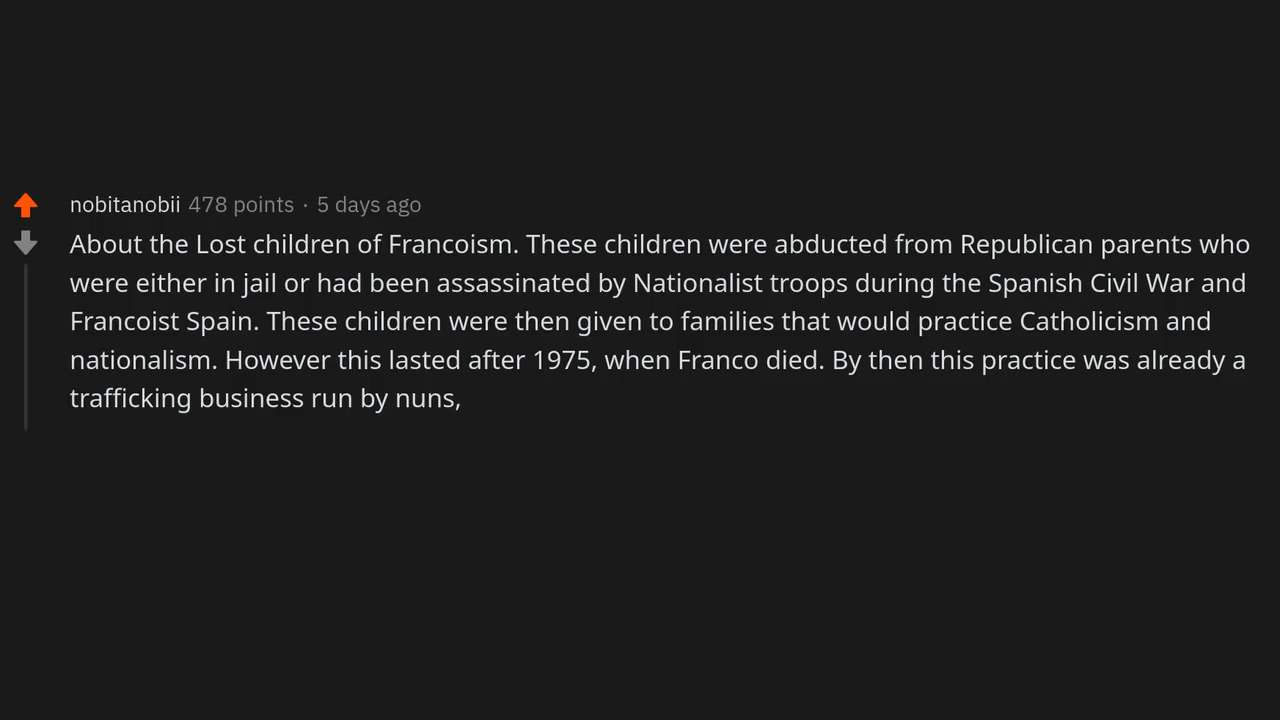 nobitanobii 478 points · 5 days ago
About the Lost children of Francoism. These children were abducted from Republican parents who
were either in jail or had been assassinated by Nationalist troops during the Spanish Civil War and
Francoist Spain. These children were then given to families that would practice Catholicism and
nationalism. However this lasted after 1975, when Franco died. By then this practice was already a
trafficking business run by nuns,